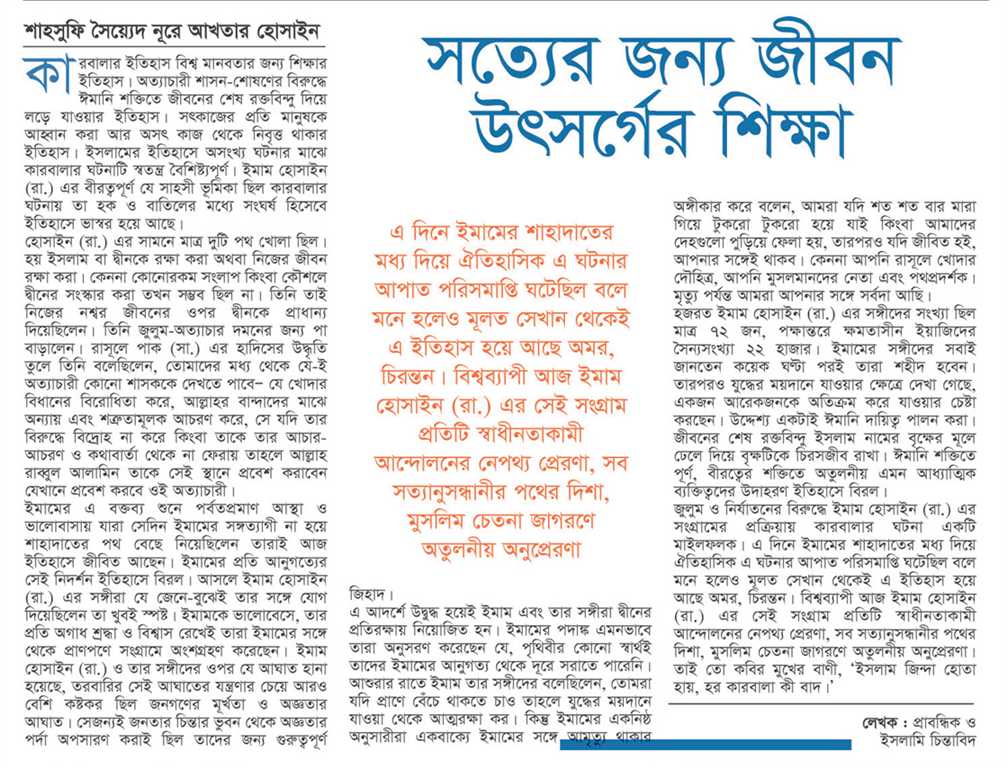 শাহসুফি সৈয়্যেদ নূরে আখতার হোসাইন
সত্যের জন্য জীবন
উৎসর্গের শিক্ষা
কারবালার ইতিহাস বিশ্ব মানবতার জন্য শিক্ষার
ইতিহাস। অত্যাচারী শাসন-শোষণের বিরুদ্ধে
ঈমানি শক্তিতে জীবনের শেষ রক্তবিন্দু দিয়ে
লড়ে যাওয়ার ইতিহাস। সৎকাজের প্রতি মানুষকে
আহ্বান করা আর অসৎ কাজ থেকে নিবৃত্ত থাকার
ইতিহাস। ইসলামের ইতিহাসে অসংখ্য ঘটনার মাঝে
কারবালার ঘটনাটি স্বতন্ত্র বৈশিষ্ট্যপূর্ণ। ইমাম হোসাইন
(রা.) এর বীরত্বপূর্ণ যে সাহসী ভূমিকা ছিল কারবালার
ঘটনায় তা হক ও বাতিলের মধ্যে সংঘর্ষ হিসেবে
ইতিহাসে ভাস্বর হয়ে আছে।
হোসাইন (রা.) এর সামনে মাত্র দুটি পথ খোলা ছিল।
হয় ইসলাম বা দ্বীনকে রক্ষা করা অথবা নিজের জীবন
রক্ষা করা। কেননা কোনোরকম সংলাপ কিংবা কৌশলে
দ্বীনের সংস্কার করা তখন সম্ভব ছিল না। তিনি তাই
নিজের নশ্বর জীবনের ওপর দ্বীনকে প্রাধান্য
দিয়েছিলেন। তিনি জুলুম-অত্যাচার দমনের জন্য পা
বাড়ালেন। রাসূলে পাক (সা.) এর হাদিসের উদ্ধৃতি
তুলে তিনি বলেছিলেন, তোমাদের মধ্য থেকে যে-ই
অত্যাচারী কোনো শাসককে দেখতে পাবে– যে খোদার
বিধানের বিরোধিতা করে, আল্লাহর বান্দাদের মাঝে
অন্যায় এবং শত্রুতামূলক আচরণ করে, সে যদি তার
বিরুদ্ধে বিদ্রোহ না করে কিংবা তাকে তার আচার-
আচরণ ও কথাবার্তা থেকে না ফেরায় তাহলে আল্লাহ
রাব্বুল আলামিন তাকে সেই স্থানে প্রবেশ করাবেন
যেখানে প্রবেশ করবে ওই অত্যাচারী।
ইমামের এ বক্তব্য শুনে পর্বতপ্রমাণ আস্থা ও
ভালোবাসায় যারা সেদিন ইমামের সঙ্গত্যাগী না হয়ে
শাহাদাতের পথ বেছে নিয়েছিলেন তারাই আজ
ইতিহাসে জীবিত আছেন। ইমামের প্রতি আনুগত্যের
সেই নিদর্শন ইতিহাসে বিরল। আসলে ইমাম হোসাইন
(রা.) এর সঙ্গীরা যে জেনে-বুঝেই তার সঙ্গে যোগ
দিয়েছিলেন তা খুবই স্পষ্ট। ইমামকে ভালোবেসে, তার
প্রতি অগাধ শ্রদ্ধা ও বিশ্বাস রেখেই তারা ইমামের সঙ্গে
থেকে প্রাণপণে সংগ্রামে অংশগ্রহণ করেছেন। ইমাম
হোসাইন (রা.) ও তার সঙ্গীদের ওপর যে আঘাত হানা
হয়েছে, তরবারির সেই আঘাতের যন্ত্রণার চেয়ে আরও
বেশি কষ্টকর ছিল জনগণের মূর্খতা ও অজ্ঞতার
আঘাত। সেজন্যই জনতার চিন্তার ভুবন থেকে অজ্ঞতার
পর্দা অপসারণ করাই ছিল তাদের জন্য গুরুত্বপূর্ণ
এ দিনে ইমামের শাহাদাতের
মধ্য দিয়ে ঐতিহাসিক এ ঘটনার
আপাত পরিসমাপ্তি ঘটেছিল বলে
মনে হলেও মূলত সেখান থেকেই
এ ইতিহাস হয়ে আছে অমর,
চিরন্তন। বিশ্বব্যাপী আজ ইমাম
হোসাইন (রা.) এর সেই সংগ্রাম
প্রতিটি স্বাধীনতাকামী
আন্দোলনের নেপথ্য প্রেরণা, সব
সত্যানুসন্ধানীর পথের দিশা,
মুসলিম চেতনা জাগরণে
অতুলনীয় অনুপ্রেরণা
জিহাদ।
এ আদর্শে উদ্বুদ্ধ হয়েই ইমাম এবং তার সঙ্গীরা দ্বীনের
প্রতিরক্ষায় নিয়োজিত হন। ইমামের পদাঙ্ক এমনভাবে
তারা অনুসরণ করেছেন যে, পৃথিবীর কোনো স্বার্থই
তাদের ইমামের আনুগত্য থেকে দূরে সরাতে পারেনি।
আশুরার রাতে ইমাম তার সঙ্গীদের বলেছিলেন, তোমরা
যদি প্রাণে বেঁচে থাকতে চাও তাহলে যুদ্ধের ময়দানে
যাওয়া থেকে আত্মরক্ষা কর। কিন্তু ইমামের একনিষ্ঠ
অনুসারীরা একবাক্যে ইমামের সঙ্গে আমৃত্যু থাকার
অঙ্গীকার করে বলেন, আমরা যদি শত শত বার মারা
গিয়ে টুকরো টুকরো হয়ে যাই কিংবা আমাদের
দেহগুলো পুড়িয়ে ফেলা হয়, তারপরও যদি জীবিত হই,
আপনার সঙ্গেই থাকব। কেননা আপনি রাসূলে খোদার
দৌহিত্র, আপনি মুসলমানদের নেতা এবং পথপ্রদর্শক।
মৃত্যু পর্যন্ত আমরা আপনার সঙ্গে সর্বদা আছি।
হজরত ইমাম হোসাইন (রা.) এর সঙ্গীদের সংখ্যা ছিল
মাত্র ৭২ জন, পক্ষান্তরে ক্ষমতাসীন ইয়াজিদের
সৈন্যসংখ্যা ২২ হাজার। ইমামের সঙ্গীদের সবাই
জানতেন কয়েক ঘণ্টা পরই তারা শহীদ হবেন।
তারপরও যুদ্ধের ময়দানে যাওয়ার ক্ষেত্রে দেখা গেছে,
একজন আরেকজনকে অতিক্রম করে যাওয়ার চেষ্টা
করছেন। উদ্দেশ্য একটাই ঈমানি দায়িত্ব পালন করা।
জীবনের শেষ রক্তবিন্দু ইসলাম নামের বৃক্ষের মূলে
ঢেলে দিয়ে বৃক্ষটিকে চিরসজীব রাখা। ঈমানি শক্তিতে
পূর্ণ, বীরত্বের শক্তিতে অতুলনীয় এমন আধ্যাত্মিক
ব্যক্তিত্বদের উদাহরণ ইতিহাসে বিরল।
জুলুম ও নির্যাতনের বিরুদ্ধে ইমাম হোসাইন (রা.) এর
সংগ্রামের প্রক্রিয়ায় কারবালার ঘটনা একটি
মাইলফলক। এ দিনে ইমামের শাহাদাতের মধ্য দিয়ে
ঐতিহাসিক এ ঘটনার আপাত পরিসমাপ্তি ঘটেছিল বলে
মনে হলেও মূলত সেখান থেকেই এ ইতিহাস হয়ে
আছে অমর, চিরন্তন। বিশ্বব্যাপী আজ ইমাম হোসাইন
(রা.) এর সেই সংগ্রাম প্রতিটি স্বাধীনতাকামী
আন্দোলনের নেপথ্য প্রেরণা, সব সত্যানুসন্ধানীর পথের
দিশা, মুসলিম চেতনা জাগরণে অতুলনীয় অনুপ্রেরণা।
তাই তো কবির মুখের বাণী, ‘ইসলাম জিন্দা হোতা
হায়, হর কারবালা কী বাদ।’
লেখক : প্রাবন্ধিক ও
ইসলামি চিন্তাবিদ